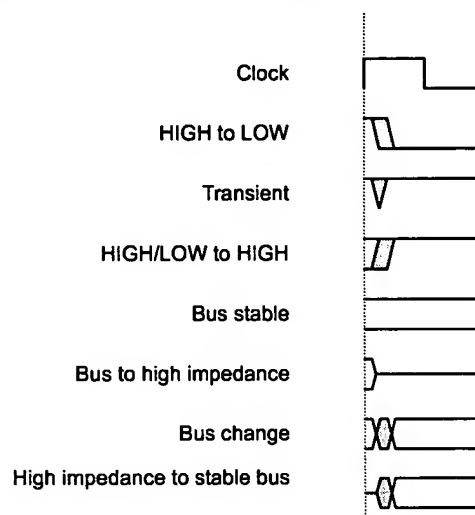 Clock
HIGH to LOW
Transient
HIGH/LOW to HIGH
Bus stable
Bus to high impedance
Bus change
High impedance to stable bus